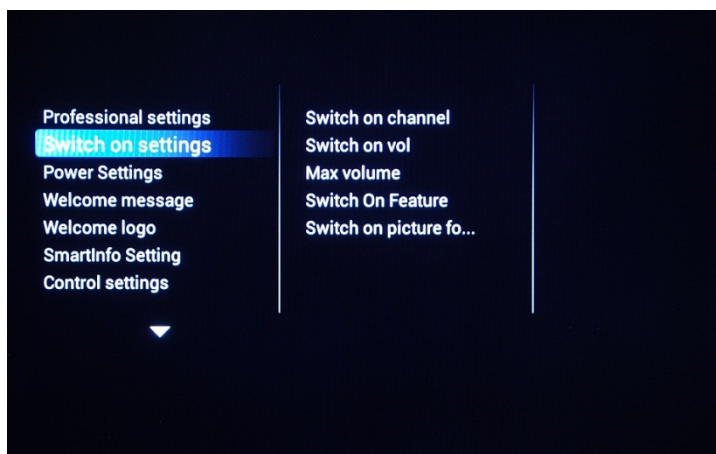 Professional settings
Switch on settings
Power Settings
Welcome message
Welcome logo
SmartInfo Setting
Control settings
Switch on channel
Switch on vol
Max volume
Switch On Feature
Switch on picture fo...